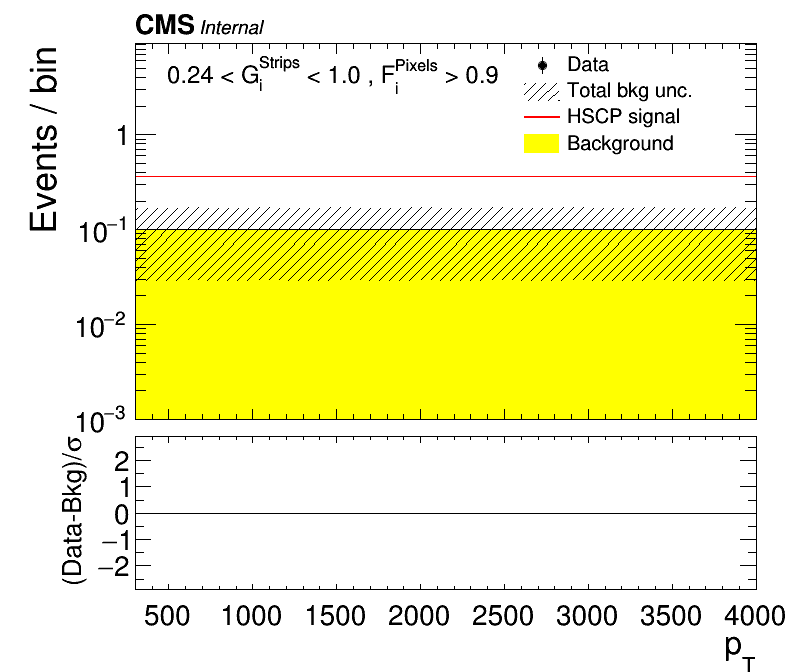 CMS Internal
0.24 < G_i^Strips < 1.0 , F_i^Pixels > 0.9
Data
Total bkg unc.
HSCP signal
Background
Events / bin
1
10^−1
10^−2
10^−3
(Data-Bkg)/σ
2
1
0
−1
−2
500 1000 1500 2000 2500 3000 3500 4000
p_T